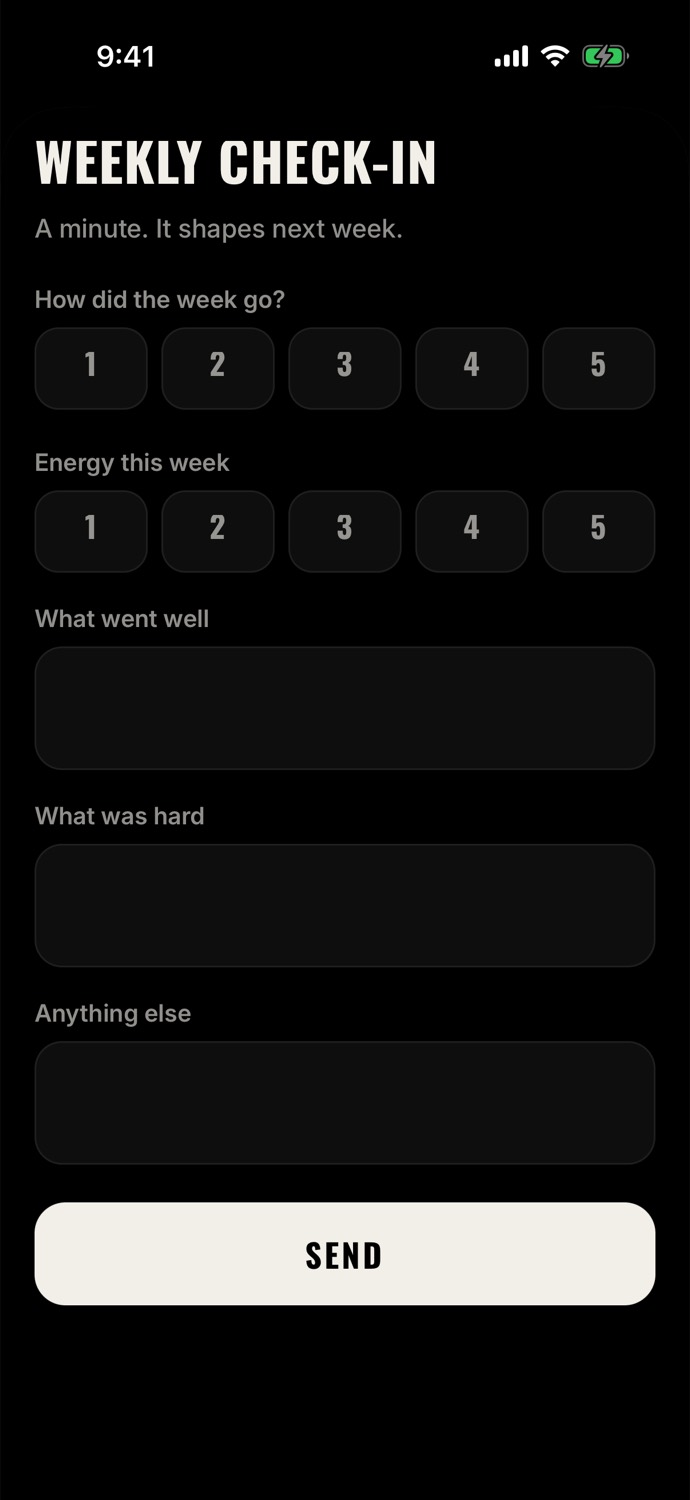 9:41
WEEKLY CHECK-IN
A minute. It shapes next week.
How did the week go?
1 2 3 4 5
Energy this week
1 2 3 4 5
What went well
What was hard
Anything else
SEND